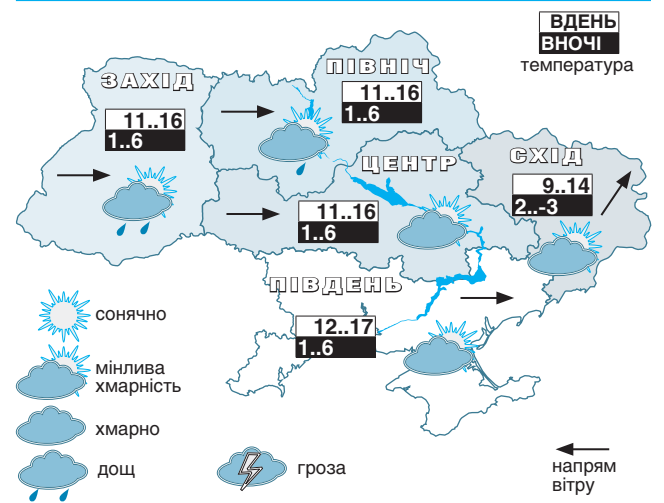 ВДЕНЬ
ВНОЧІ
температура
ЗАХІД
11..16
1..6
ПІВНІЧ
11..16
1..6
ЦЕНТР
11..16
1..6
СХІД
9..14
2..-3
ПІВДЕНЬ
12..17
1..6
сонячно
мінлива
хмарність
хмарно
дощ
гроза
напрям
вітру